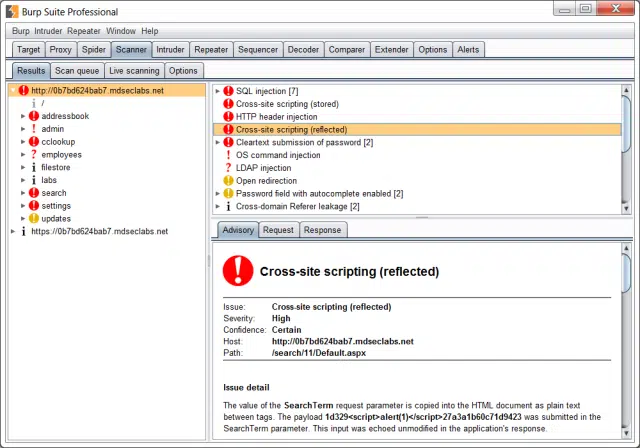 Burp Suite Professional
Burp Intruder Repeater Window Help
Target Proxy Spider Scanner Intruder Repeater Sequencer Decoder Comparer Extender Options Alerts
Results Scan queue Live scanning Options
http://0b7bd624bab7.mdseclabs.net
/
addressbook
admin
cclookup
employees
filestore
labs
search
settings
updates
https://0b7bd624bab7.mdseclabs.net
SQL injection [7]
Cross-site scripting (stored)
HTTP header injection
Cross-site scripting (reflected)
Cleartext submission of password [2]
OS command injection
LDAP injection
Open redirection
Password field with autocomplete enabled [2]
Cross-domain Referer leakage [2]
Advisory Request Response
Cross-site scripting (reflected)
Issue: Cross-site scripting (reflected)
Severity: High
Confidence: Certain
Host: http://0b7bd624bab7.mdseclabs.net
Path: /search/11/Default.aspx
Issue detail
The value of the SearchTerm request parameter is copied into the HTML document as plain text
between tags. The payload 1d329<script>alert(1)</script>27a3a1b60c71d9423 was submitted in the
SearchTerm parameter. This input was echoed unmodified in the application's response.